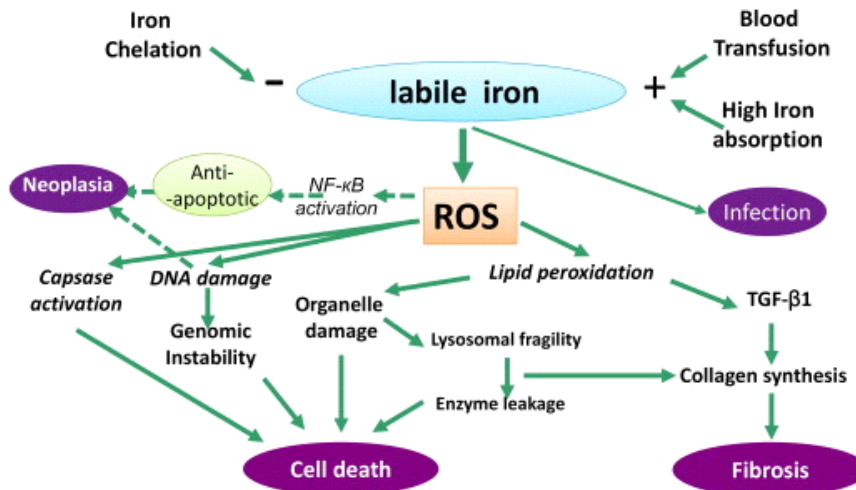 Iron
Chelation
Blood
Transfusion
-
labile iron
+
High Iron
absorption
Neoplasia
Anti-
-apoptotic
NF-κB
activation
ROS
Infection
Capsase
activation
DNA damage
Lipid peroxidation
Genomic
Instability
Organelle
damage
TGF-β1
Lysosomal fragility
Collagen synthesis
Enzyme leakage
Cell death
Fibrosis